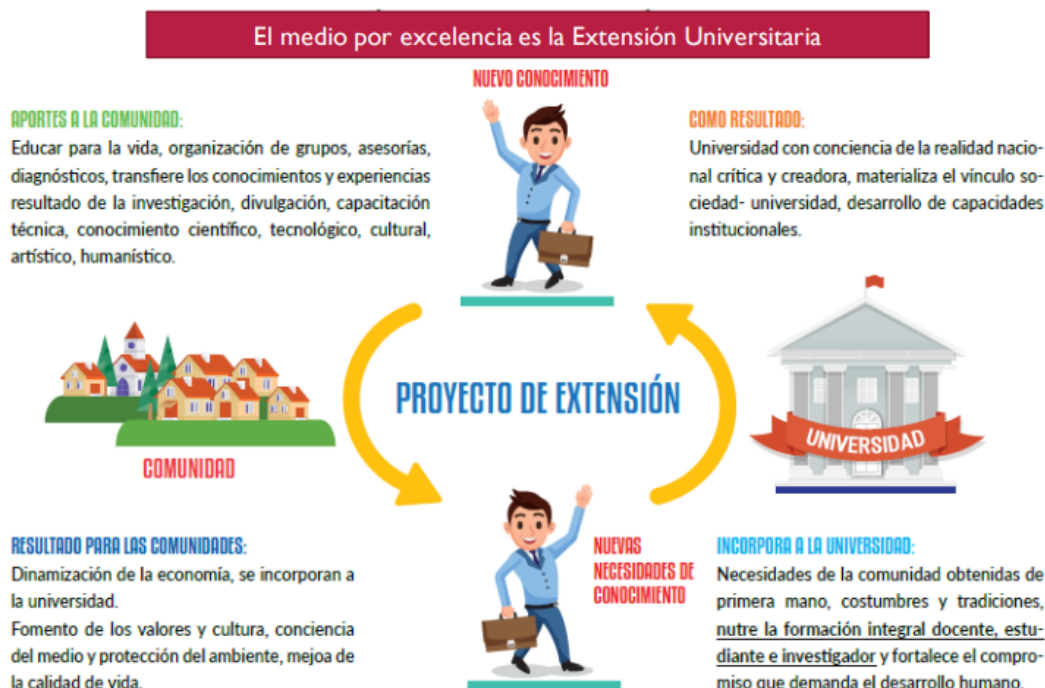 El medio por excelencia es la Extensión Universitaria
NUEVO CONOCIMIENTO
APORTES A LA COMUNIDAD:
Educar para la vida, organización de grupos, asesorías,
diagnósticos, transfiere los conocimientos y experiencias
resultado de la investigación, divulgación, capacitación
técnica, conocimiento científico, tecnológico, cultural,
artístico, humanístico.
COMO RESULTADO:
Universidad con conciencia de la realidad nacio-
nal crítica y creadora, materializa el vínculo so-
ciedad- universidad, desarrollo de capacidades
institucionales.
COMUNIDAD
PROYECTO DE EXTENSIÓN
UNIVERSIDAD
RESULTADO PARA LAS COMUNIDADES:
Dinamización de la economía, se incorporan a
la universidad.
Fomento de los valores y cultura, conciencia
del medio y protección del ambiente, mejoa de
la calidad de vida.
NUEVAS
NECESIDADES DE
CONOCIMIENTO
INCORPORA A LA UNIVERSIDAD:
Necesidades de la comunidad obtenidas de
primera mano, costumbres y tradiciones,
nutre la formación integral docente, estu-
diante e investigador y fortalece el compro-
miso que demanda el desarrollo humano.